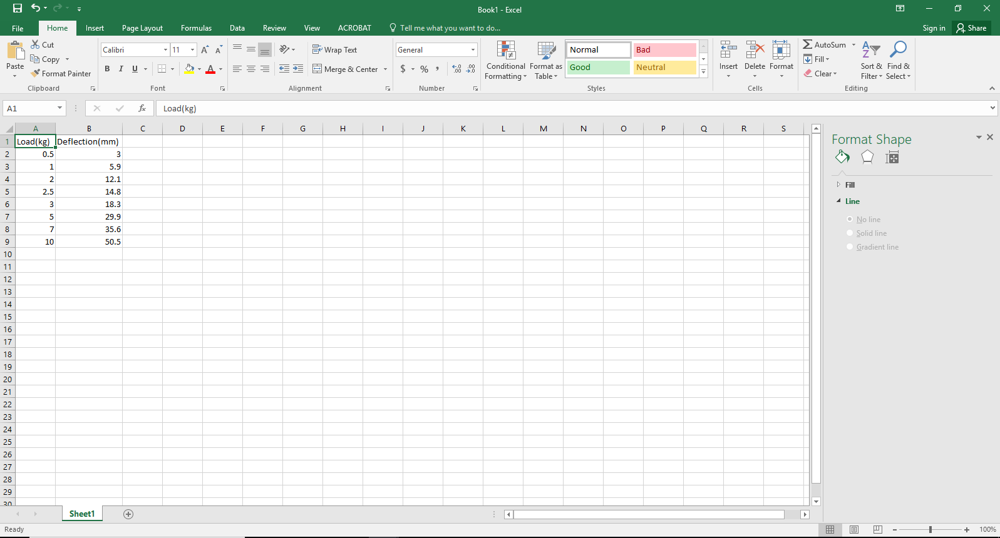 Book1 - Excel
File Home Insert Page Layout Formulas Data Review View ACROBAT Tell me what you want to do... Sign in Share
Paste
Cut
Copy
Format Painter
Clipboard
Calibri 11
B I U
Font
Wrap Text
Merge & Center
Alignment
General
$ % ,
Number
Conditional Formatting
Format as Table
Normal Bad
Good Neutral
Styles
Insert Delete Format
Cells
AutoSum
Fill
Clear
Sort & Filter
Find & Select
Editing
A1 fx Load(kg)
A B C D E F G H I J K L M N O P Q R S
1 Load(kg) Deflection(mm)
2 0.5 3
3 1 5.9
4 2 12.1
5 2.5 14.8
6 3 18.3
7 5 29.9
8 7 35.6
9 10 50.5
10
11
12
13
14
15
16
17
18
19
20
21
22
23
24
25
26
27
28
29
30
Format Shape
Fill
Line
No line
Solid line
Gradient line
Sheet1
Ready
100%